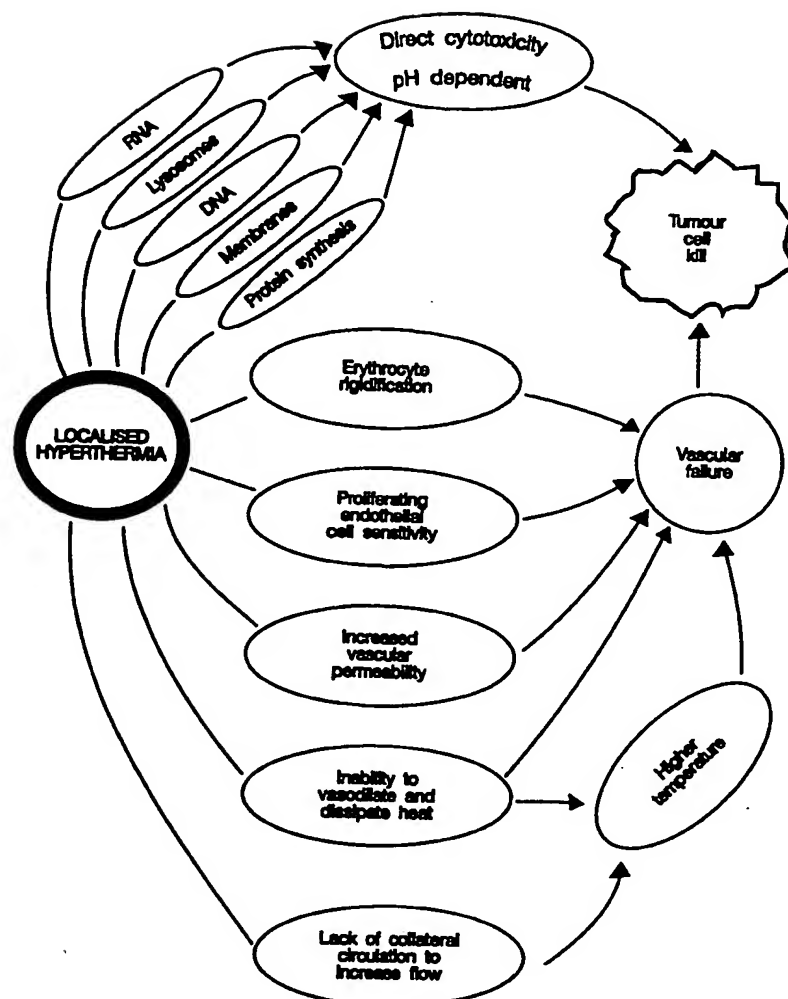 Direct cytotoxicity
pH dependent
RNA
Lysosomes
DNA
Membranes
Protein synthesis
Tumour
cell
kill
Erythrocyte
rigidification
LOCALISED
HYPERTHERMIA
Vascular
failure
Proliferating
endothelial
cell sensitivity
Increased
vascular
permeability
Inability to
vasodilate and
dissipate heat
Higher
temperature
Lack of collateral
circulation to
increase flow